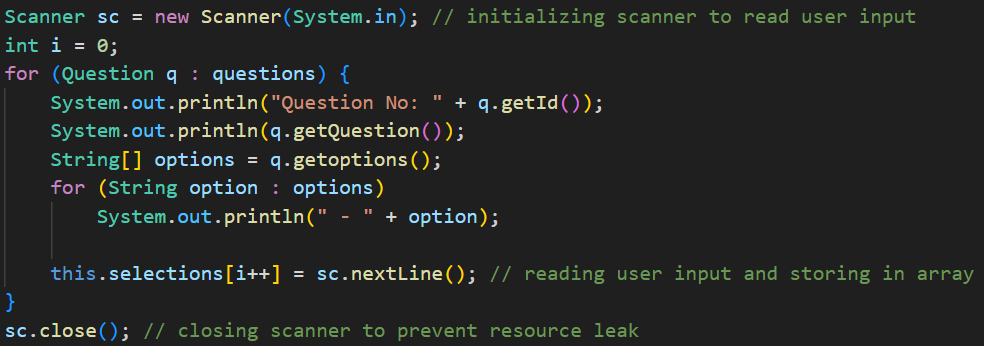 Scanner sc = new Scanner(System.in); // initializing scanner to read user input
int i = 0;
for (Question q : questions) {
    System.out.println("Question No: " + q.getId());
    System.out.println(q.getQuestion());
    String[] options = q.getoptions();
    for (String option : options)
        System.out.println(" - " + option);

    this.selections[i++] = sc.nextLine(); // reading user input and storing in array
}
sc.close(); // closing scanner to prevent resource leak